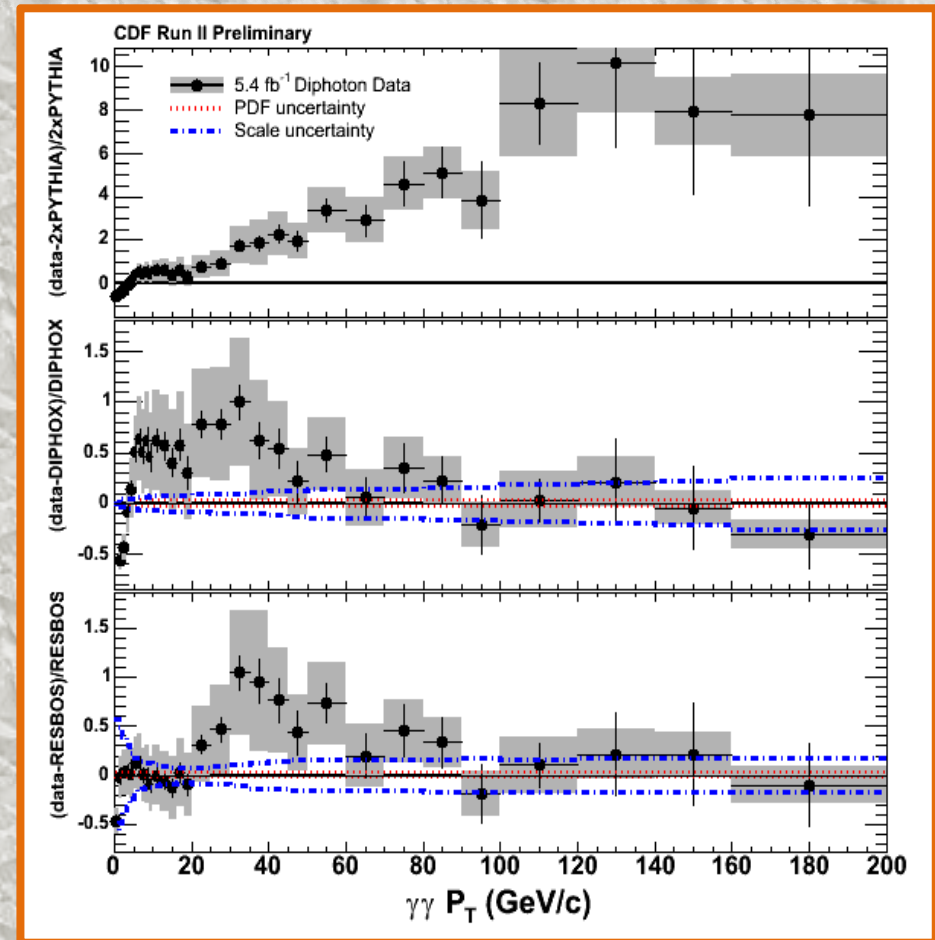 CDF Run II Preliminary
(data-2xPYTHIA)/2xPYTHIA
10
8
6
4
2
0
5.4 fb⁻¹ Diphoton Data
PDF uncertainty
Scale uncertainty
(data-DIPHOX)/DIPHOX
1.5
1
0.5
0
-0.5
(data-RESBOS)/RESBOS
1.5
1
0.5
0
-0.5
0 20 40 60 80 100 120 140 160 180 200
γγ P_T (GeV/c)